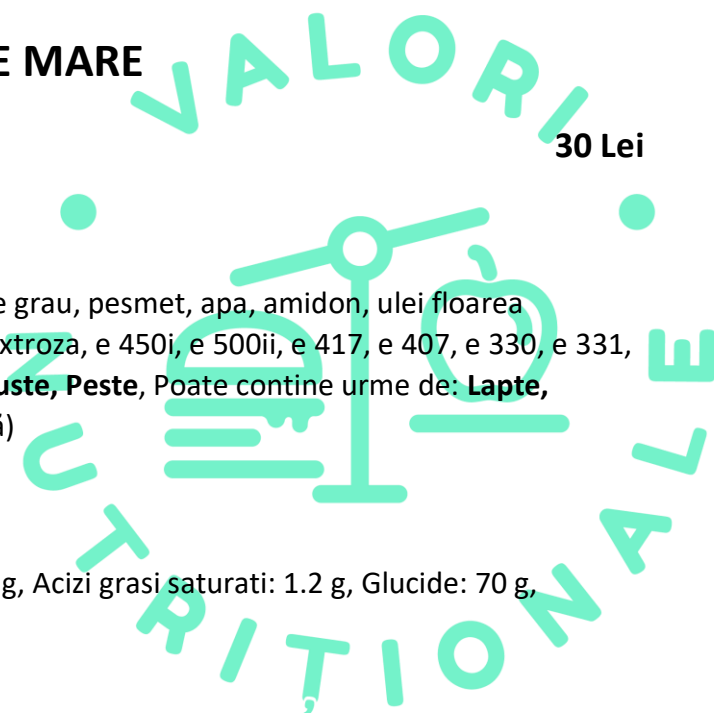 E MARE
30 Lei
e grau, pesmet, apa, amidon, ulei floarea
xtroza, e 450i, e 500ii, e 417, e 407, e 330, e 331,
uste, Peste, Poate contine urme de: Lapte,
ă)
g, Acizi grasi saturati: 1.2 g, Glucide: 70 g,
VALORI
NUTRITIONALE